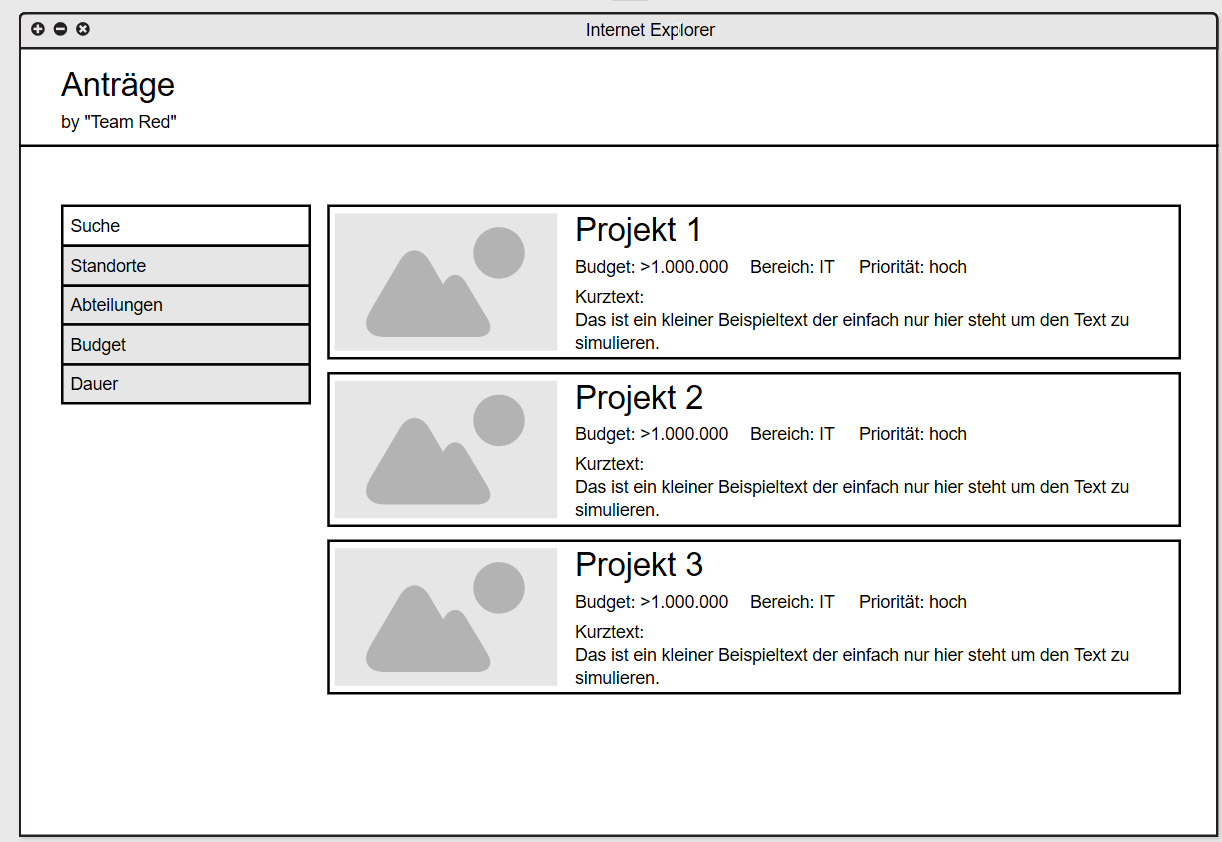 Internet Explorer
Anträge
by "Team Red"
Suche
Standorte
Abteilungen
Budget
Dauer
Projekt 1
Budget: >1.000.000 Bereich: IT Priorität: hoch
Kurztext:
Das ist ein kleiner Beispieltext der einfach nur hier steht um den Text zu
simulieren.
Projekt 2
Budget: >1.000.000 Bereich: IT Priorität: hoch
Kurztext:
Das ist ein kleiner Beispieltext der einfach nur hier steht um den Text zu
simulieren.
Projekt 3
Budget: >1.000.000 Bereich: IT Priorität: hoch
Kurztext:
Das ist ein kleiner Beispieltext der einfach nur hier steht um den Text zu
simulieren.